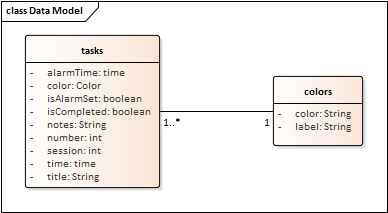 class Data Model
tasks
- alarmTime: time
- color: Color
- isAlarmSet: boolean
- isCompleted: boolean
- notes: String
- number: int
- session: int
- time: time
- title: String
1..*
1
colors
- color: String
- label: String